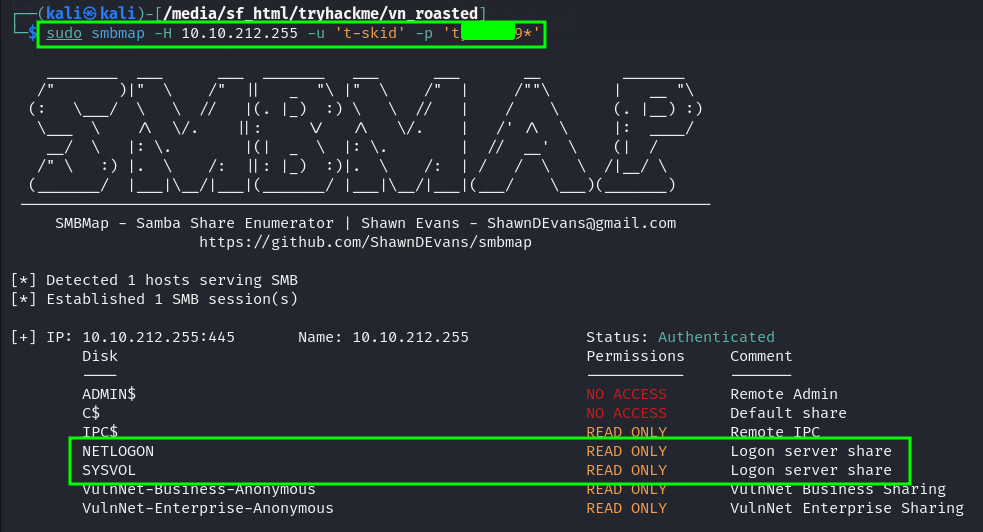 ┌──(kali㉿kali)-[/media/sf_html/tryhackme/vn_roasted]
└─$ sudo smbmap -H 10.10.212.255 -u 't-skid' -p 't 9*'
SMBMap - Samba Share Enumerator | Shawn Evans - ShawnDEvans@gmail.com
https://github.com/ShawnDEvans/smbmap
[*] Detected 1 hosts serving SMB
[*] Established 1 SMB session(s)
[+] IP: 10.10.212.255:445 Name: 10.10.212.255 Status: Authenticated
Disk Permissions Comment
---- ----------- -------
ADMIN$ NO ACCESS Remote Admin
C$ NO ACCESS Default share
IPC$ READ ONLY Remote IPC
NETLOGON READ ONLY Logon server share
SYSVOL READ ONLY Logon server share
VulnNet-Business-Anonymous READ ONLY VulnNet Business Sharing
VulnNet-Enterprise-Anonymous READ ONLY VulnNet Enterprise Sharing